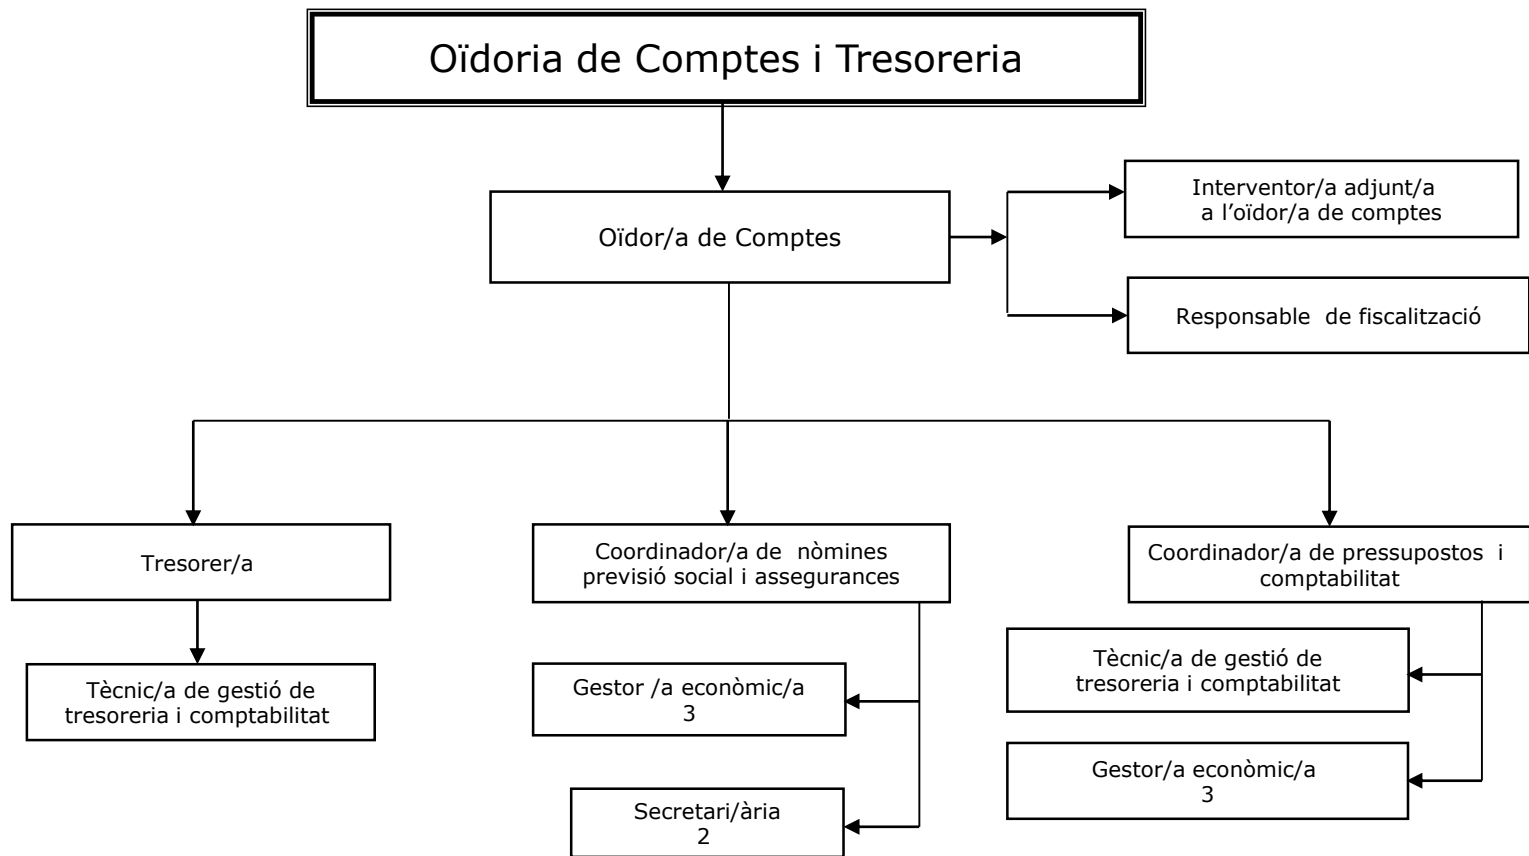 Oïdoria de Comptes i Tresoreria
Interventor/a adjunt/a
a l’oïdor/a de comptes
Oïdor/a de Comptes
Responsable de fiscalització
Tresorer/a
Coordinador/a de nòmines
previsió social i assegurances
Coordinador/a de pressupostos i
comptabilitat
Tècnic/a de gestió de
tresoreria i comptabilitat
Gestor /a econòmic/a
3
Secretari/ària
2
Tècnic/a de gestió de
tresoreria i comptabilitat
Gestor/a econòmic/a
3